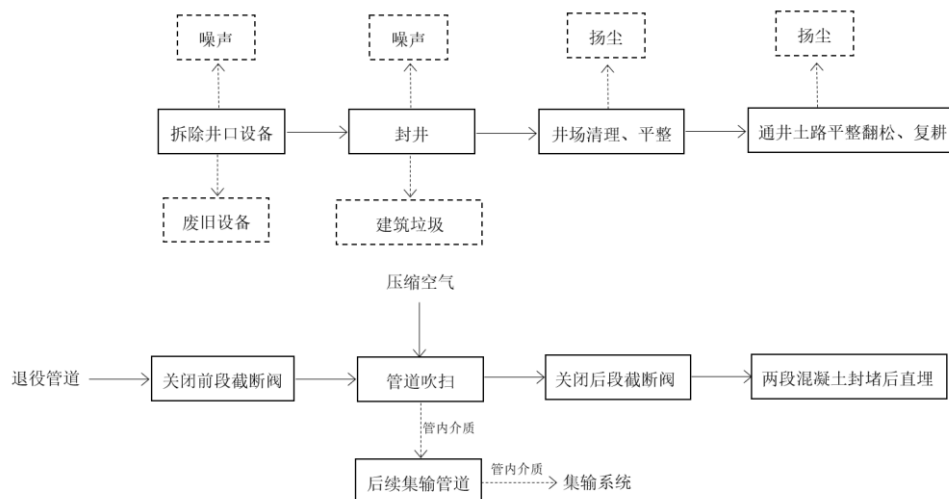 噪声
噪声
扬尘
扬尘
拆除井口设备
封井
井场清理、平整
通井土路平整翻松、复耕
废旧设备
建筑垃圾
压缩空气
退役管道
关闭前段截断阀
管道吹扫
关闭后段截断阀
两段混凝土封堵后直埋
管内介质
后续集输管道
管内介质
集输系统